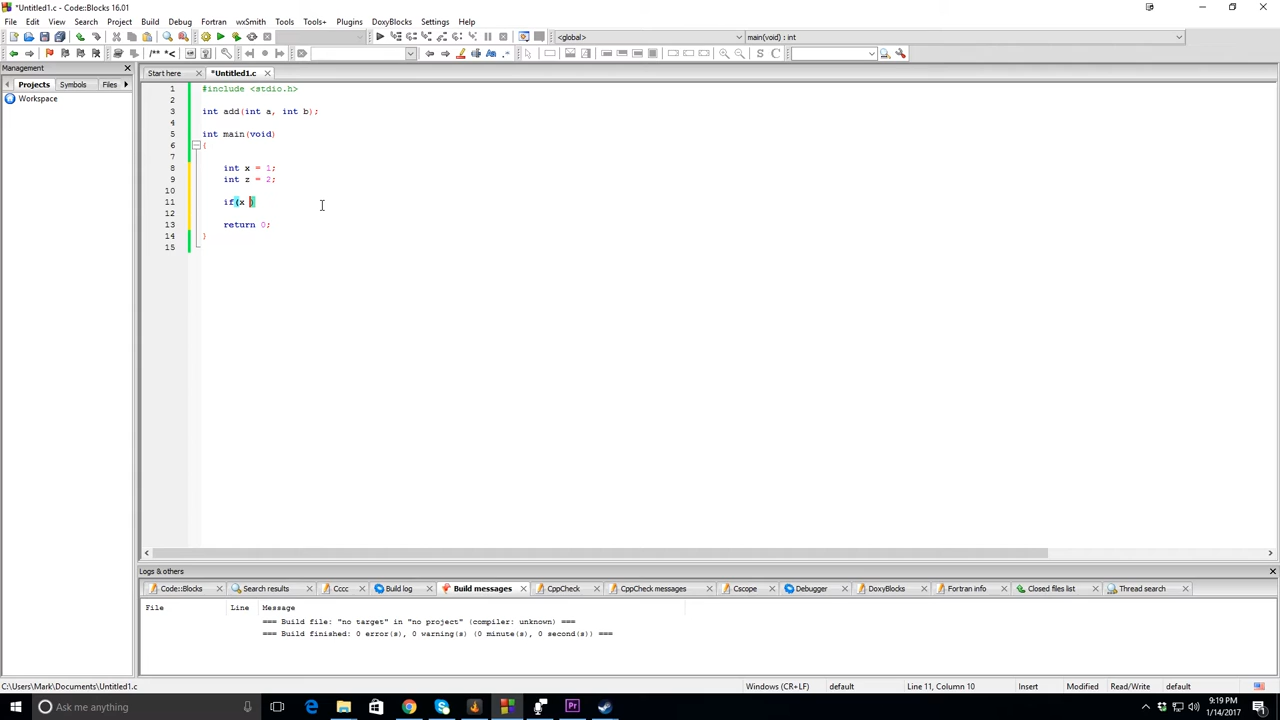 *Untitled1.c - Code::Blocks 16.01
File Edit View Search Project Build Debug Fortran wxSmith Tools Tools+ Plugins DoxyBlocks Settings Help
<global> main(void) : int
/** *<
S C
Management
Projects Symbols Files
Workspace
Start here *Untitled1.c
1 #include <stdio.h>
2
3 int add(int a, int b);
4
5 int main(void)
6 {
7
8 int x = 1;
9 int z = 2;
10
11 if(x )
12
13 return 0;
14 }
15
Logs & others
Code::Blocks Search results Cccc Build log Build messages CppCheck CppCheck messages Cscope Debugger DoxyBlocks Fortran info Closed files list Thread search
File Line Message
=== Build file: "no target" in "no project" (compiler: unknown) ===
=== Build finished: 0 error(s), 0 warning(s) (0 minute(s), 0 second(s)) ===
C:\Users\Mark\Documents\Untitled1.c Windows (CR+LF) default Line 11, Column 10 Insert Modified Read/Write default
Ask me anything Pr 9:19 PM
1/14/2017